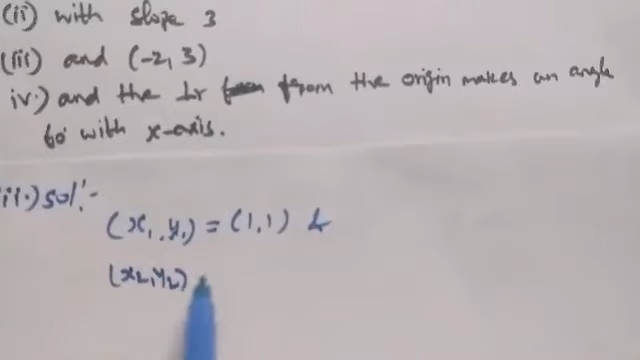 (ii) with slope 3
(iii) and (-2, 3)
iv.) and the ⊥r from the origin makes an angle
60° with x-axis.
iii.) sol':-
(x₁, y₁) = (1,1) &
(x₂, y₂)